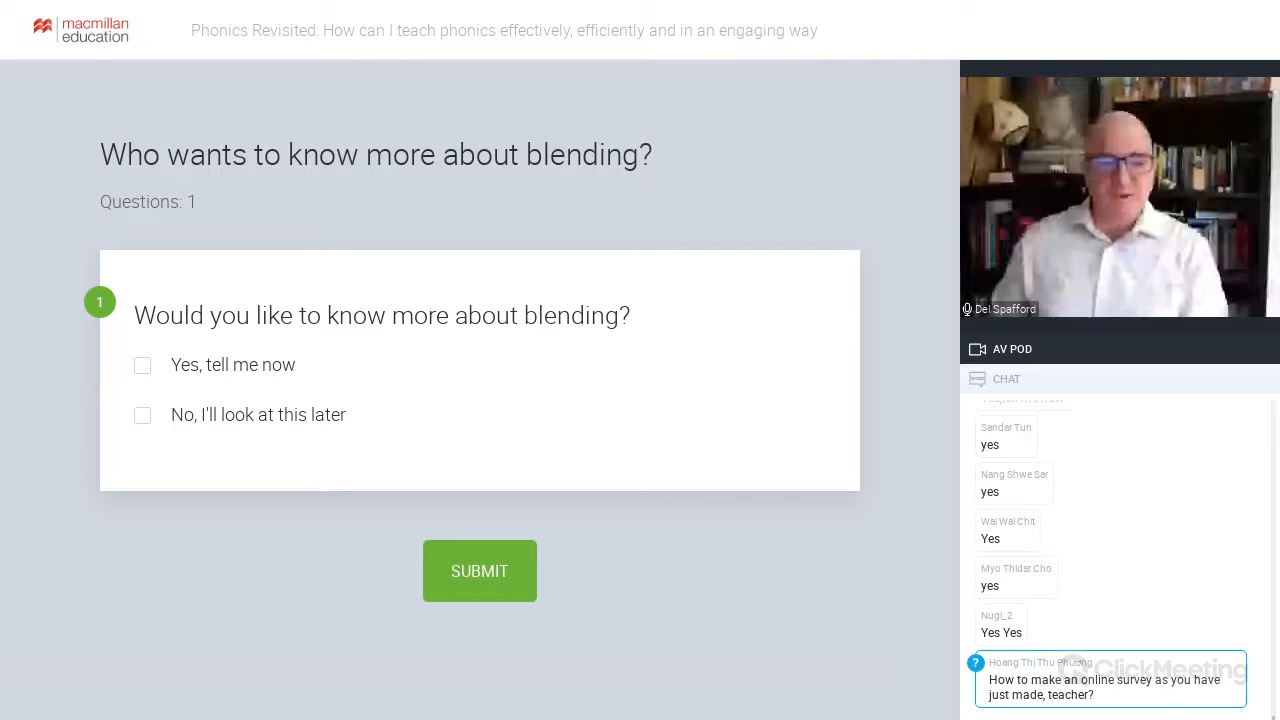 macmillan
education
Phonics Revisited: How can I teach phonics effectively, efficiently and in an engaging way
Who wants to know more about blending?
Questions: 1
1
Would you like to know more about blending?
Yes, tell me now
No, I'll look at this later
SUBMIT
Del Spafford
AV POD
CHAT
Sandar Tun
yes
Nang Shwe Sar
yes
Wai Wai Chit
Yes
Myo Thidar Cho
yes
Nugi_2
Yes Yes
?
Hoang Thị Thu Phương
How to make an online survey as you have
just made, teacher?
ClickMeeting